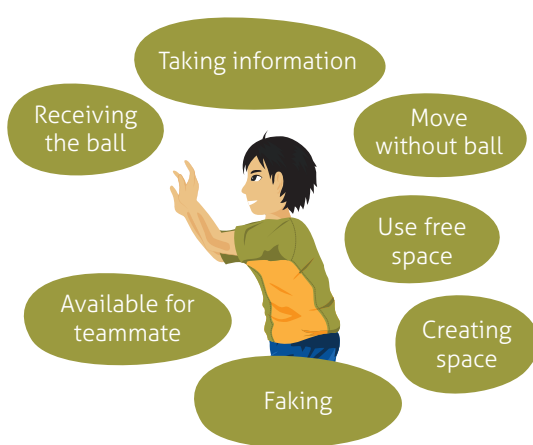 Taking information
Receiving
the ball
Move
without ball
Use free
space
Available for
teammate
Creating
space
Faking